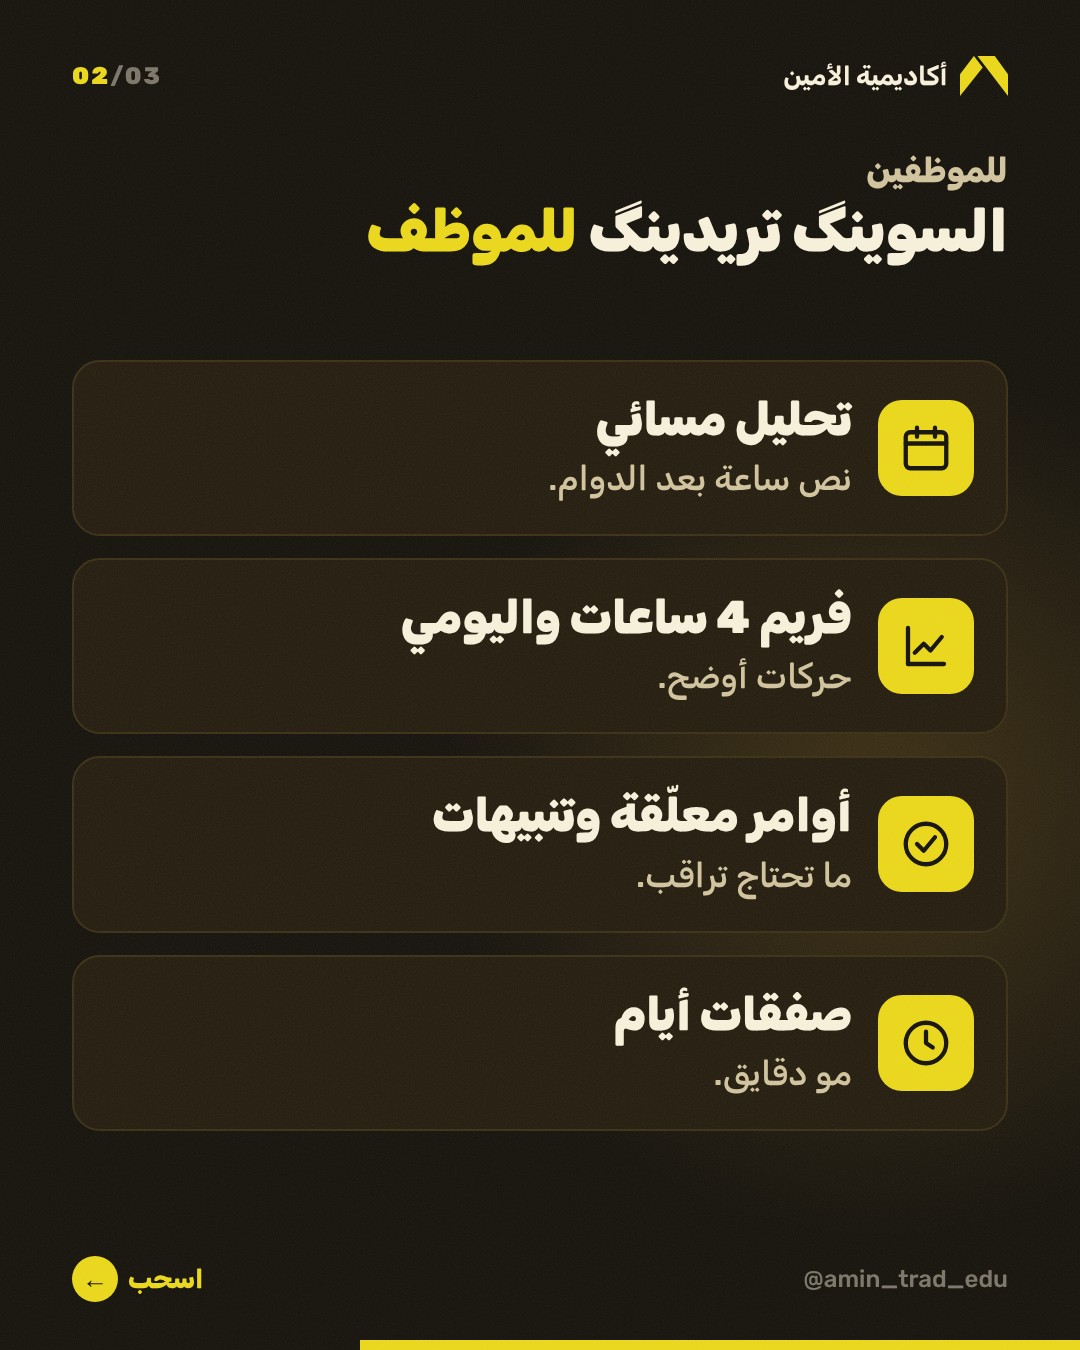 أكاديمية الأمين
02/03
للموظفين
السوينگ تريدينگ للموظف
تحليل مسائي
نص ساعة بعد الدوام.
فريم 4 ساعات واليومي
حركات أوضح.
أوامر معلّقة وتنبيهات
ما تحتاج تراقب.
صفقات أيام
مو دقايق.
@amin_trad_edu
اسحب ←